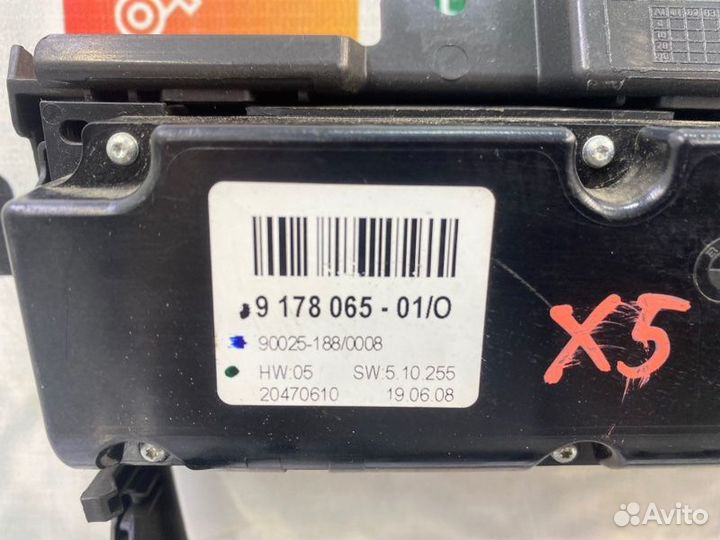 9 178 065 - 01/O
90025-188/0008
HW:05 SW:5.10.255
20470610 19.06.08
X5
Avito